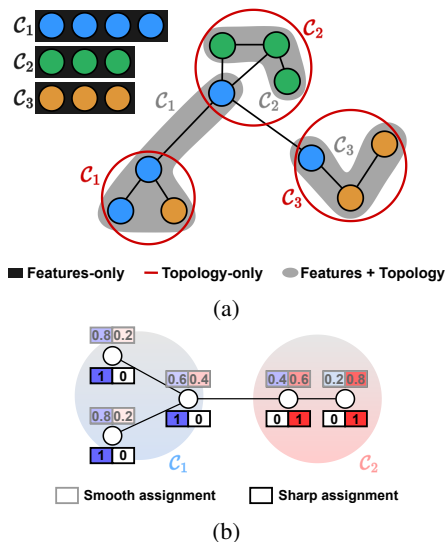 C₁
C₂
C₃
C₂
C₁
C₂
C₁
C₃
C₃
Features-only Topology-only Features + Topology
(a)
0.8 0.2
1 0
0.6 0.4
1 0
0.4 0.6
0 1
0.2 0.8
0 1
0.8 0.2
1 0
C₁
C₂
Smooth assignment Sharp assignment
(b)